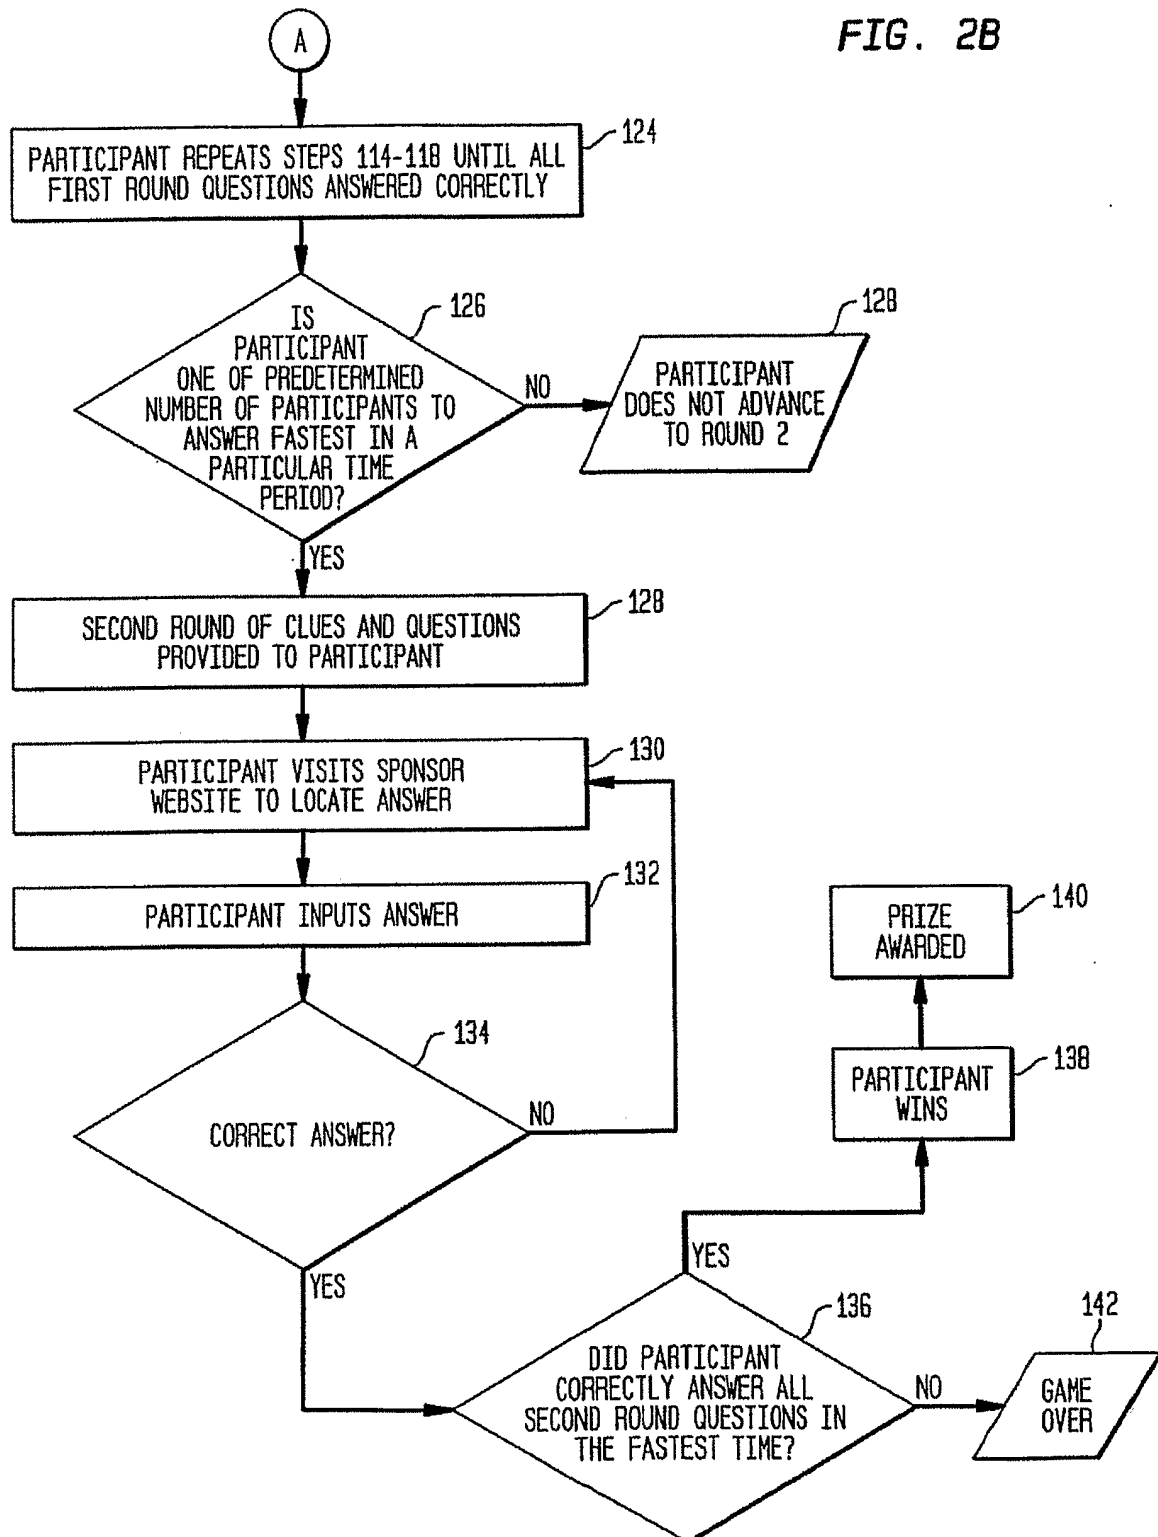 FIG. 2B
A
124
PARTICIPANT REPEATS STEPS 114-118 UNTIL ALL
FIRST ROUND QUESTIONS ANSWERED CORRECTLY
126
IS
PARTICIPANT
ONE OF PREDETERMINED
NUMBER OF PARTICIPANTS TO
ANSWER FASTEST IN A
PARTICULAR TIME
PERIOD?
NO
128
PARTICIPANT
DOES NOT ADVANCE
TO ROUND 2
YES
128
SECOND ROUND OF CLUES AND QUESTIONS
PROVIDED TO PARTICIPANT
130
PARTICIPANT VISITS SPONSOR
WEBSITE TO LOCATE ANSWER
132
PARTICIPANT INPUTS ANSWER
134
CORRECT ANSWER?
NO
YES
140
PRIZE
AWARDED
138
PARTICIPANT
WINS
YES
136
DID PARTICIPANT
CORRECTLY ANSWER ALL
SECOND ROUND QUESTIONS IN
THE FASTEST TIME?
NO
142
GAME
OVER